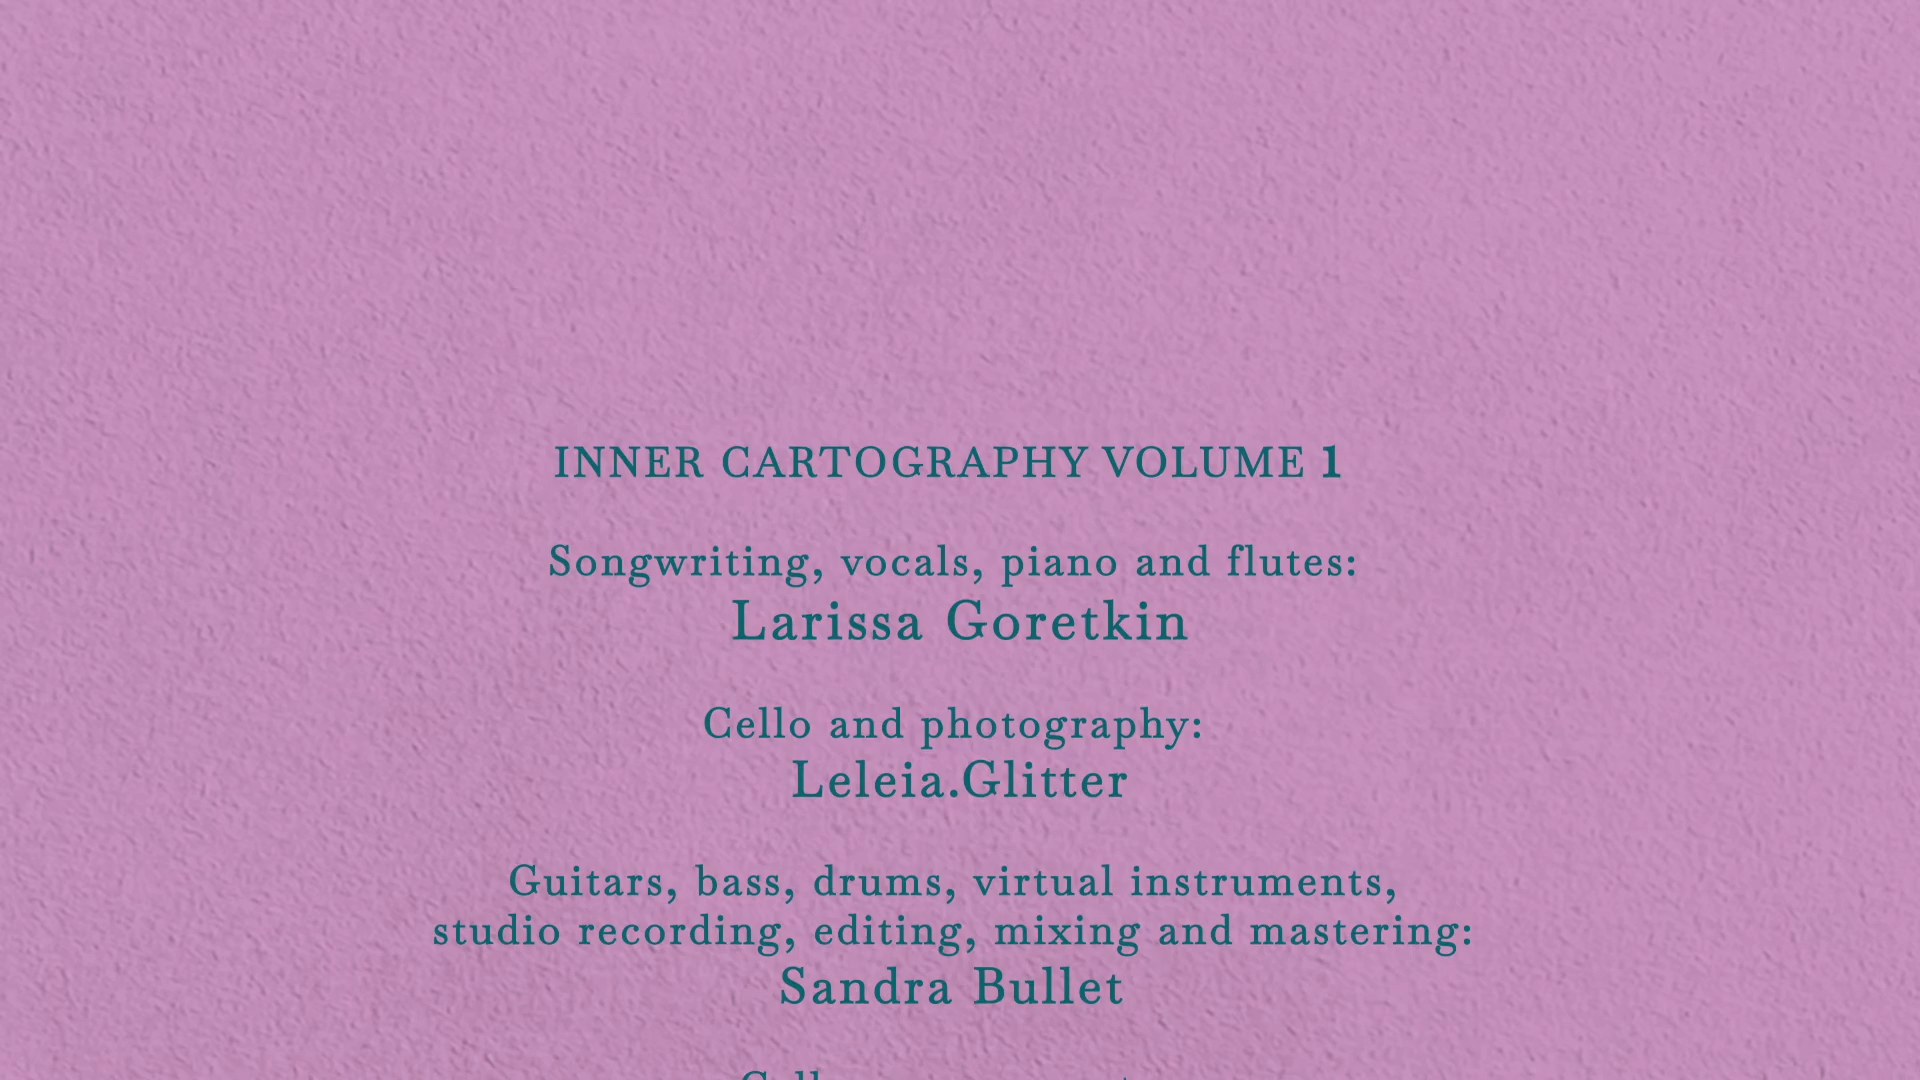 INNER CARTOGRAPHY VOLUME 1
Songwriting, vocals, piano and flutes:
Larissa Goretkin
Cello and photography:
Leleia.Glitter
Guitars, bass, drums, virtual instruments,
studio recording, editing, mixing and mastering:
Sandra Bullet